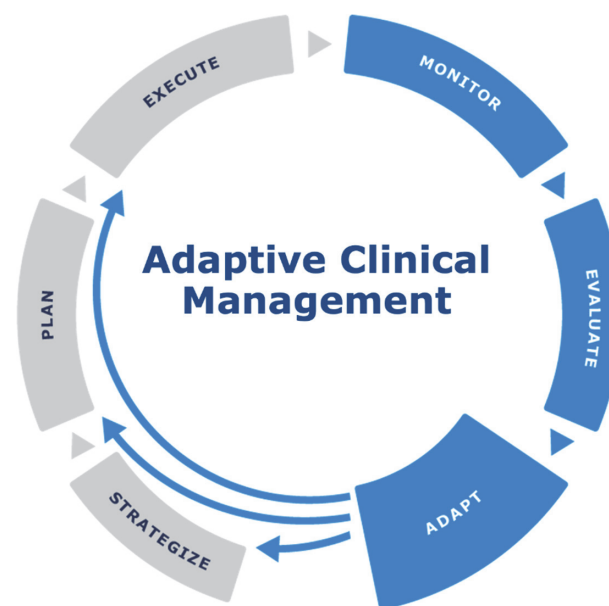 EXECUTE
MONITOR
Adaptive Clinical
Management
PLAN
EVALUATE
STRATEGIZE
ADAPT